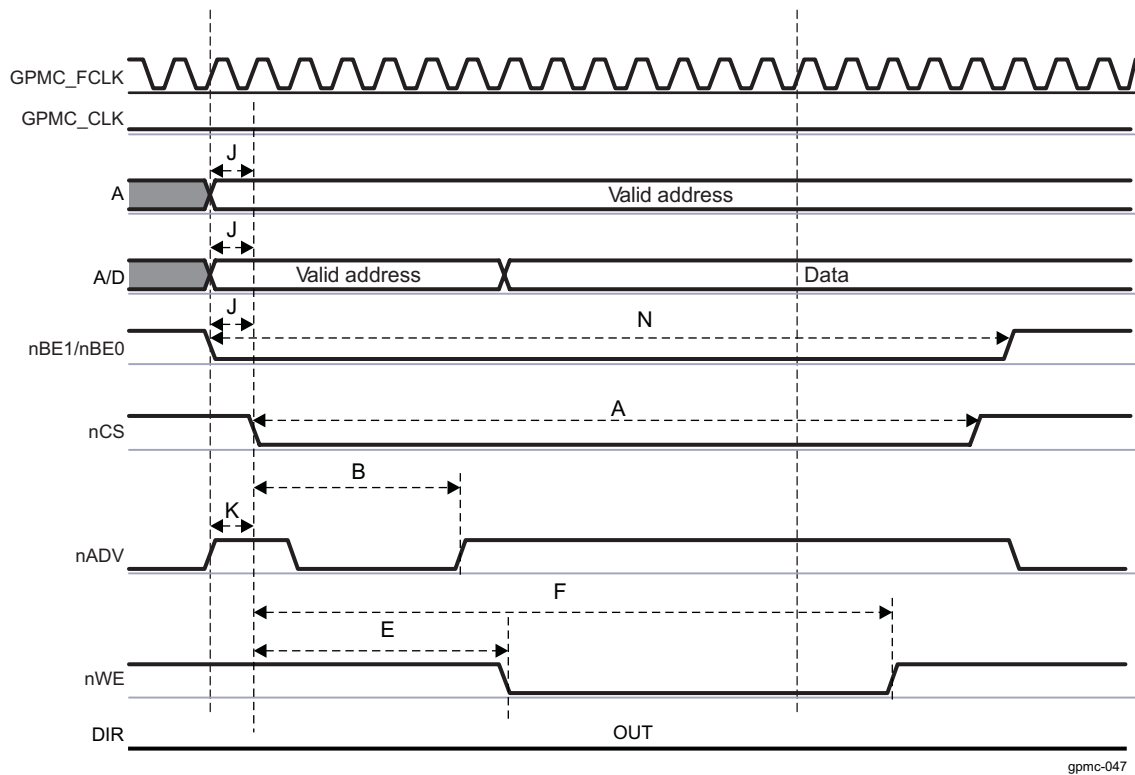 GPMC_FCLK
GPMC_CLK
J
A
Valid address
J
A/D
Valid address
Data
J
N
nBE1/nBE0
A
nCS
B
K
nADV
F
E
nWE
DIR
OUT
gpmc-047